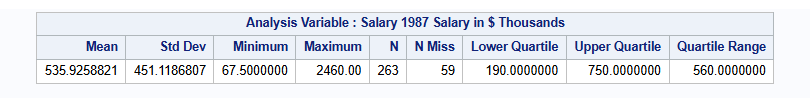 Analysis Variable : Salary 1987 Salary in $ Thousands
Mean Std Dev Minimum Maximum N N Miss Lower Quartile Upper Quartile Quartile Range
535.9258821 451.1186807 67.5000000 2460.00 263 59 190.0000000 750.0000000 560.0000000